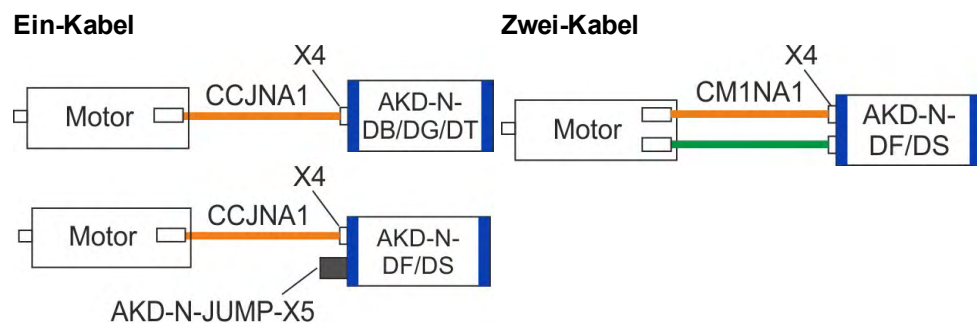 Ein-Kabel
X4
CCJNA1
Motor
AKD-N-
DB/DG/DT
X4
CCJNA1
Motor
AKD-N-
DF/DS
AKD-N-JUMP-X5
Zwei-Kabel
X4
CM1NA1
Motor
AKD-N-
DF/DS